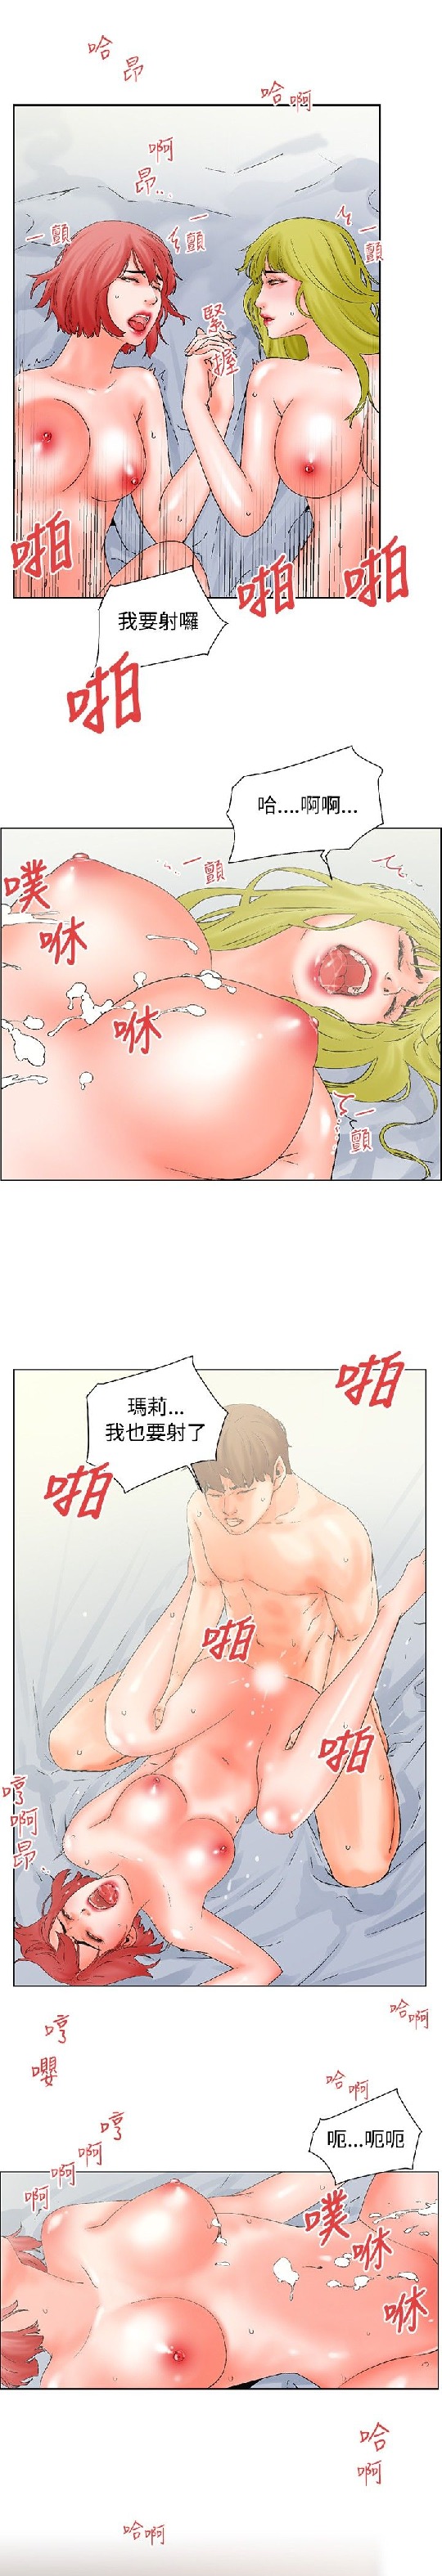 哈
昂
哈
啊
啊
昂..
一顫
一顫
一顫
緊握
啪
啪
啪
我要射囉
啪
哈....啊啊...
一顫
噗
咻
咻
一顫
啪
瑪莉...
我也要射了
啪
啪
啪
哼
啊
昂
哈
啊
哼
嚶
哈
啊
哼
啊
啊
啊
呃...呃呃
噗
咻
咻
哈
啊
哈
啊